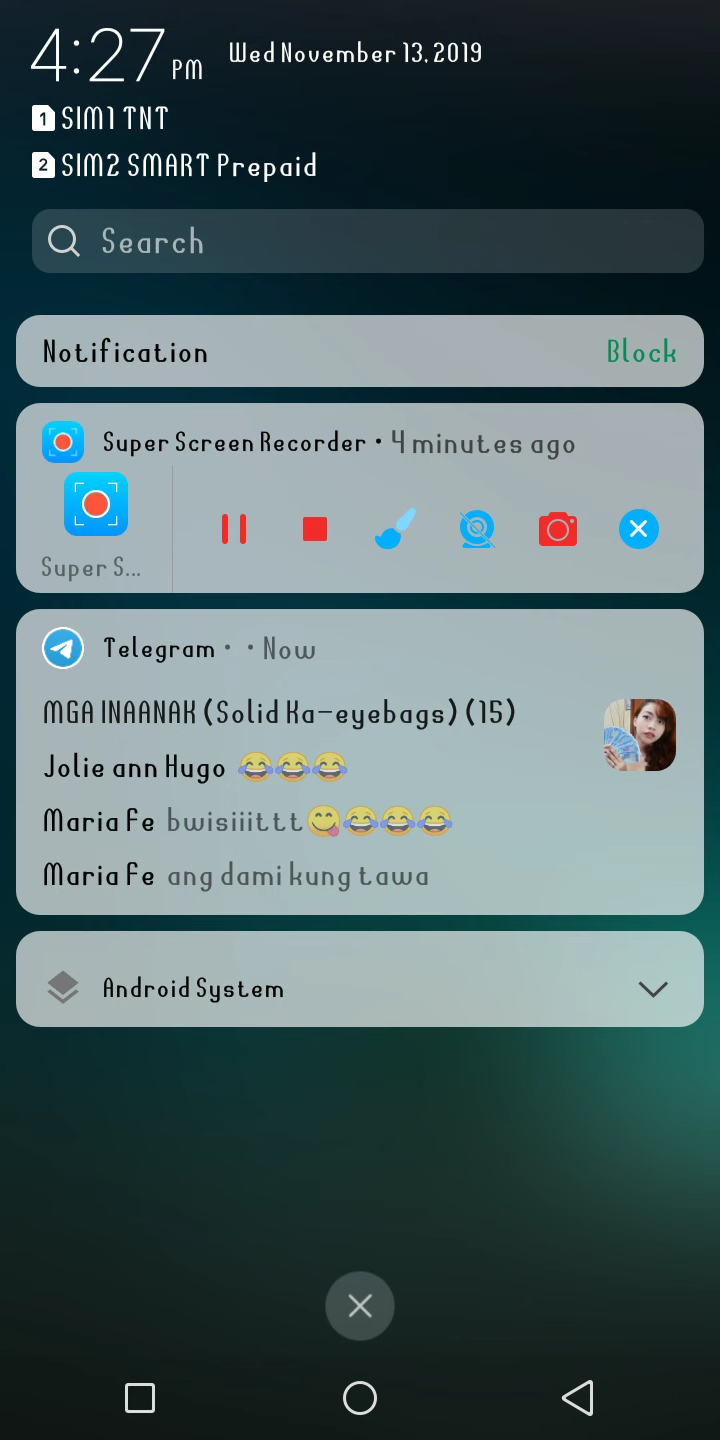 4:27 PM Wed November 13, 2019
1 SIM1 TNT
2 SIM2 SMART Prepaid
Search
Notification Block
Super Screen Recorder • 4 minutes ago
Super S...
Telegram • • Now
MGA INAANAK (Solid Ka-eyebags) (15)
Jolie ann Hugo 😂😂😂
Maria Fe bwisiiittt😋😂😂😂
Maria Fe ang dami kung tawa
Android System